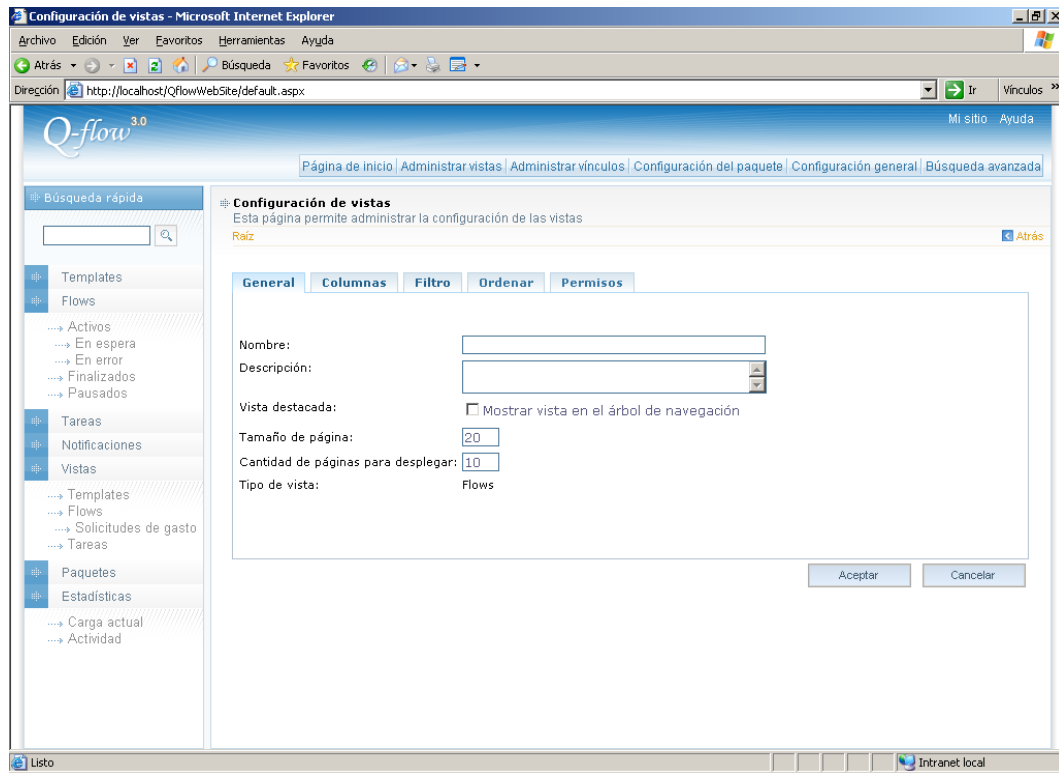 Configuración de vistas - Microsoft Internet Explorer
Archivo Edición Ver Favoritos Herramientas Ayuda
Atrás Búsqueda Favoritos
Dirección http://localhost/QflowWebSite/default.aspx Ir Vínculos »
Q-flow 3.0
Mi sitio Ayuda
Página de inicio | Administrar vistas | Administrar vínculos | Configuración del paquete | Configuración general | Búsqueda avanzada
Búsqueda rápida
Templates
Flows
Activos
En espera
En error
Finalizados
Pausados
Tareas
Notificaciones
Vistas
Templates
Flows
Solicitudes de gasto
Tareas
Paquetes
Estadísticas
Carga actual
Actividad
Configuración de vistas
Esta página permite administrar la configuración de las vistas
Raíz Atrás
General Columnas Filtro Ordenar Permisos
Nombre:
Descripción:
Vista destacada: Mostrar vista en el árbol de navegación
Tamaño de página: 20
Cantidad de páginas para desplegar: 10
Tipo de vista: Flows
Aceptar Cancelar
Listo Intranet local